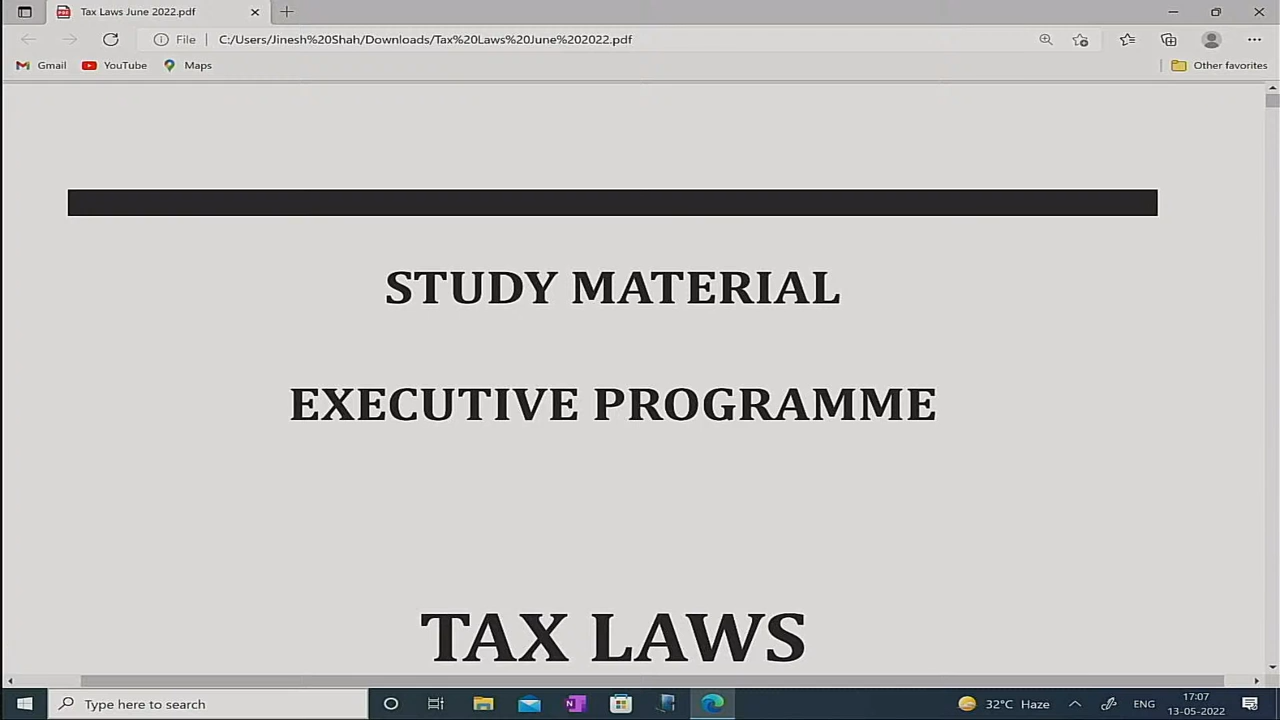 Tax Laws June 2022.pdf
File
C:/Users/Jinesh%20Shah/Downloads/Tax%20Laws%20June%202022.pdf
Gmail
YouTube
Maps
Other favorites
STUDY MATERIAL
EXECUTIVE PROGRAMME
TAX LAWS
Type here to search
32°C Haze
ENG
17:07
13-05-2022